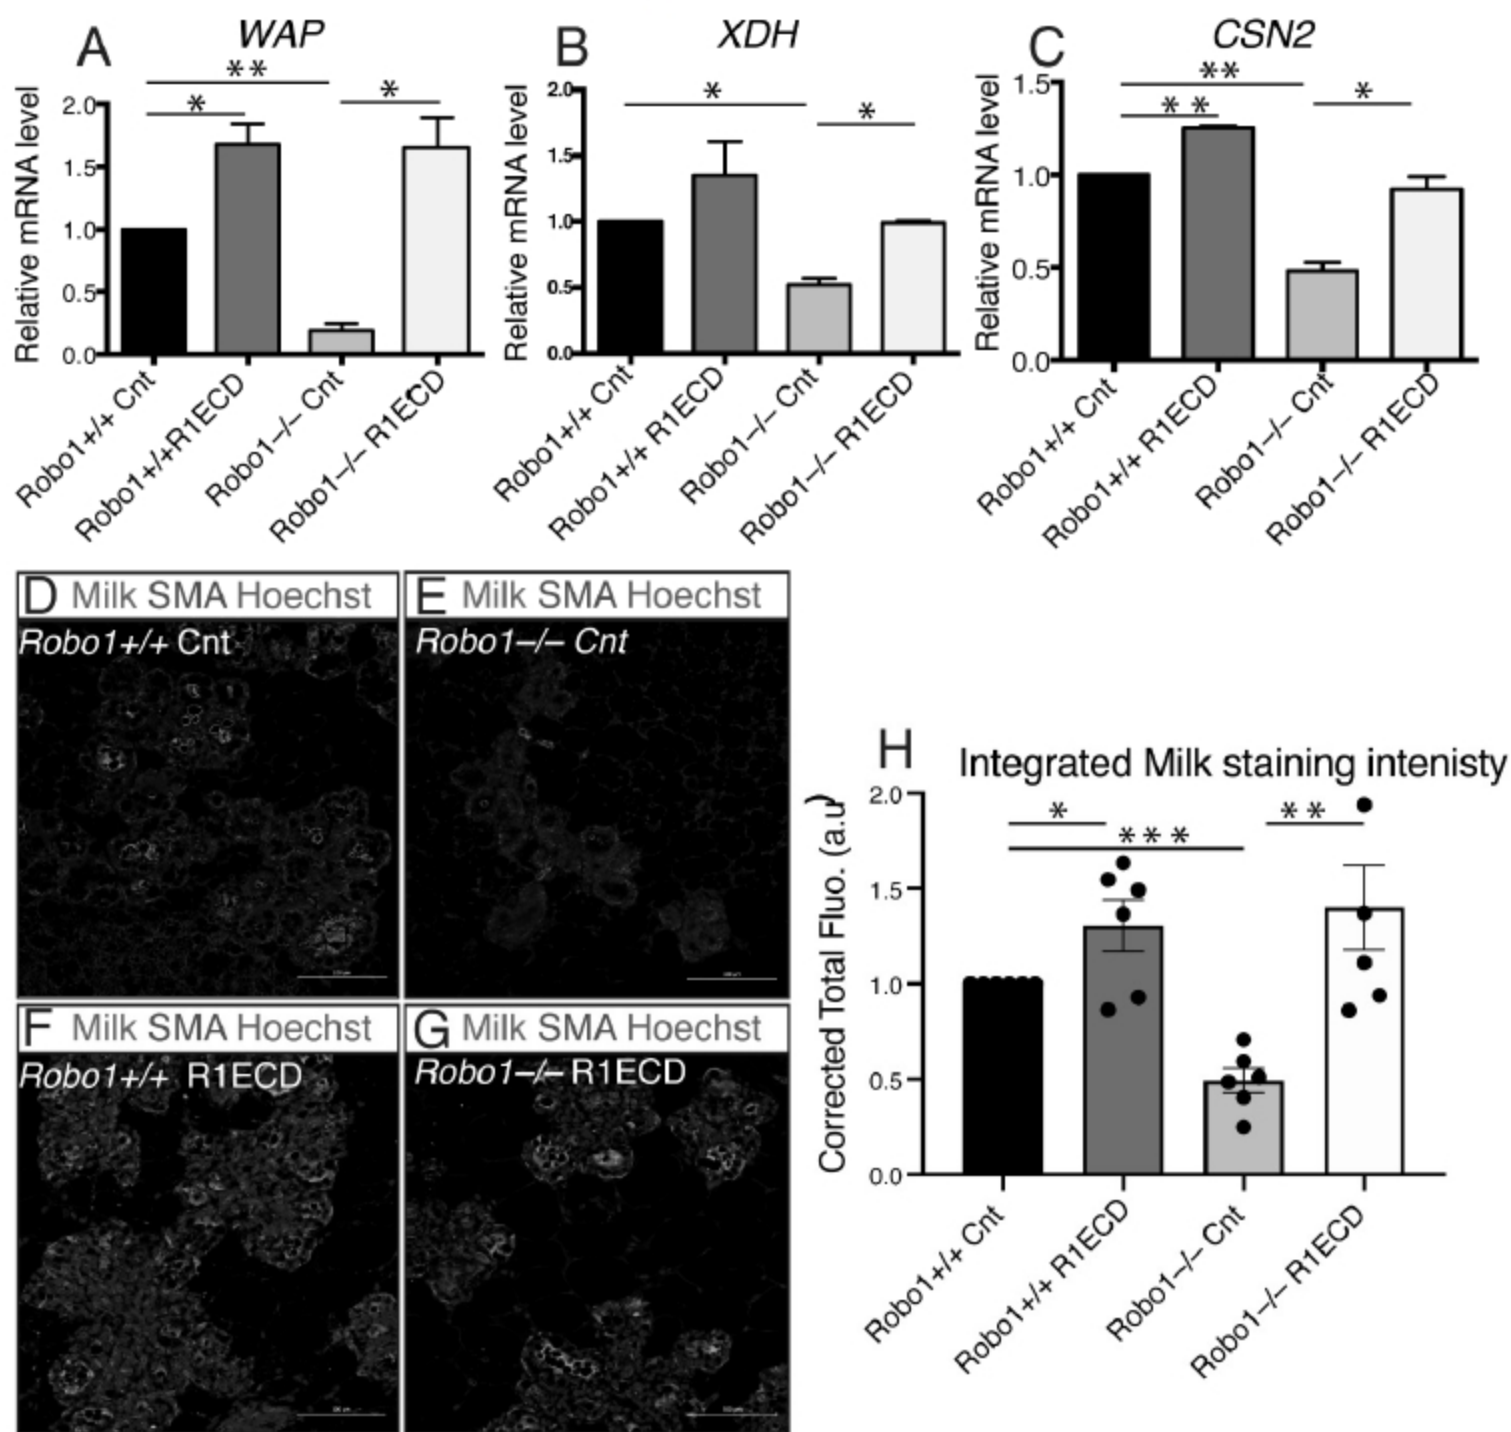 A
WAP
**
*
*
Relative mRNA level
2.0
1.5
1.0
0.5
0.0
Robo1+/+ Cnt
Robo1+/+R1ECD
Robo1–/– Cnt
Robo1–/– R1ECD
B
XDH
*
*
Relative mRNA level
2.0
1.5
1.0
0.5
0.0
Robo1+/+ Cnt
Robo1+/+ R1ECD
Robo1–/– Cnt
Robo1–/– R1ECD
C
CSN2
**
* *
*
Relative mRNA level
1.5
1.0
0.5
0.0
Robo1+/+ Cnt
Robo1+/+ R1ECD
Robo1–/– Cnt
Robo1–/– R1ECD
D Milk SMA Hoechst
Robo1+/+ Cnt
E Milk SMA Hoechst
Robo1–/– Cnt
F Milk SMA Hoechst
Robo1+/+ R1ECD
G Milk SMA Hoechst
Robo1–/– R1ECD
H
Integrated Milk staining intenisty
*
* * *
* *
Corrected Total Fluo. (a.u)
2.0
1.5
1.0
0.5
0.0
Robo1+/+ Cnt
Robo1+/+ R1ECD
Robo1–/– Cnt
Robo1–/– R1ECD